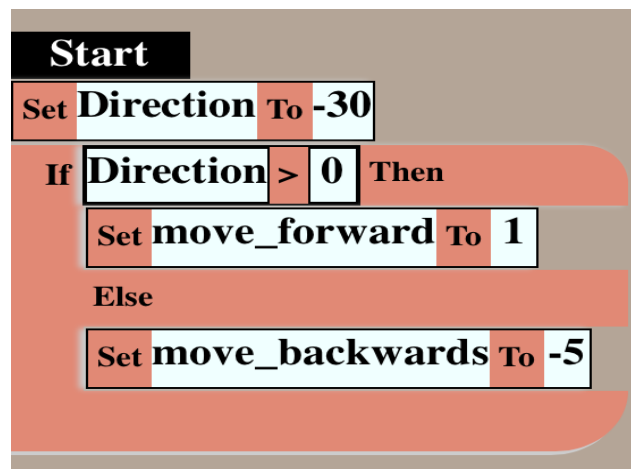 Start
Set Direction To -30
If Direction > 0 Then
Set move_forward To 1
Else
Set move_backwards To -5